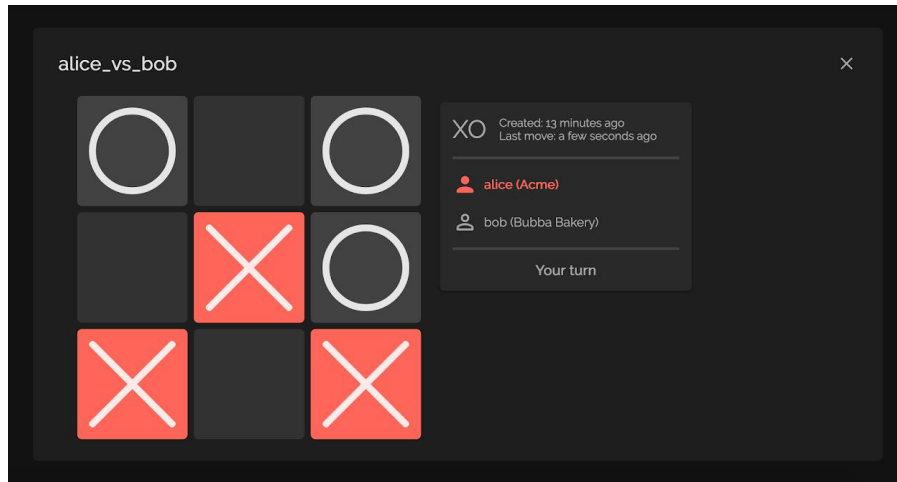 alice_vs_bob
XO
Created: 13 minutes ago
Last move: a few seconds ago
alice (Acme)
bob (Bubba Bakery)
Your turn